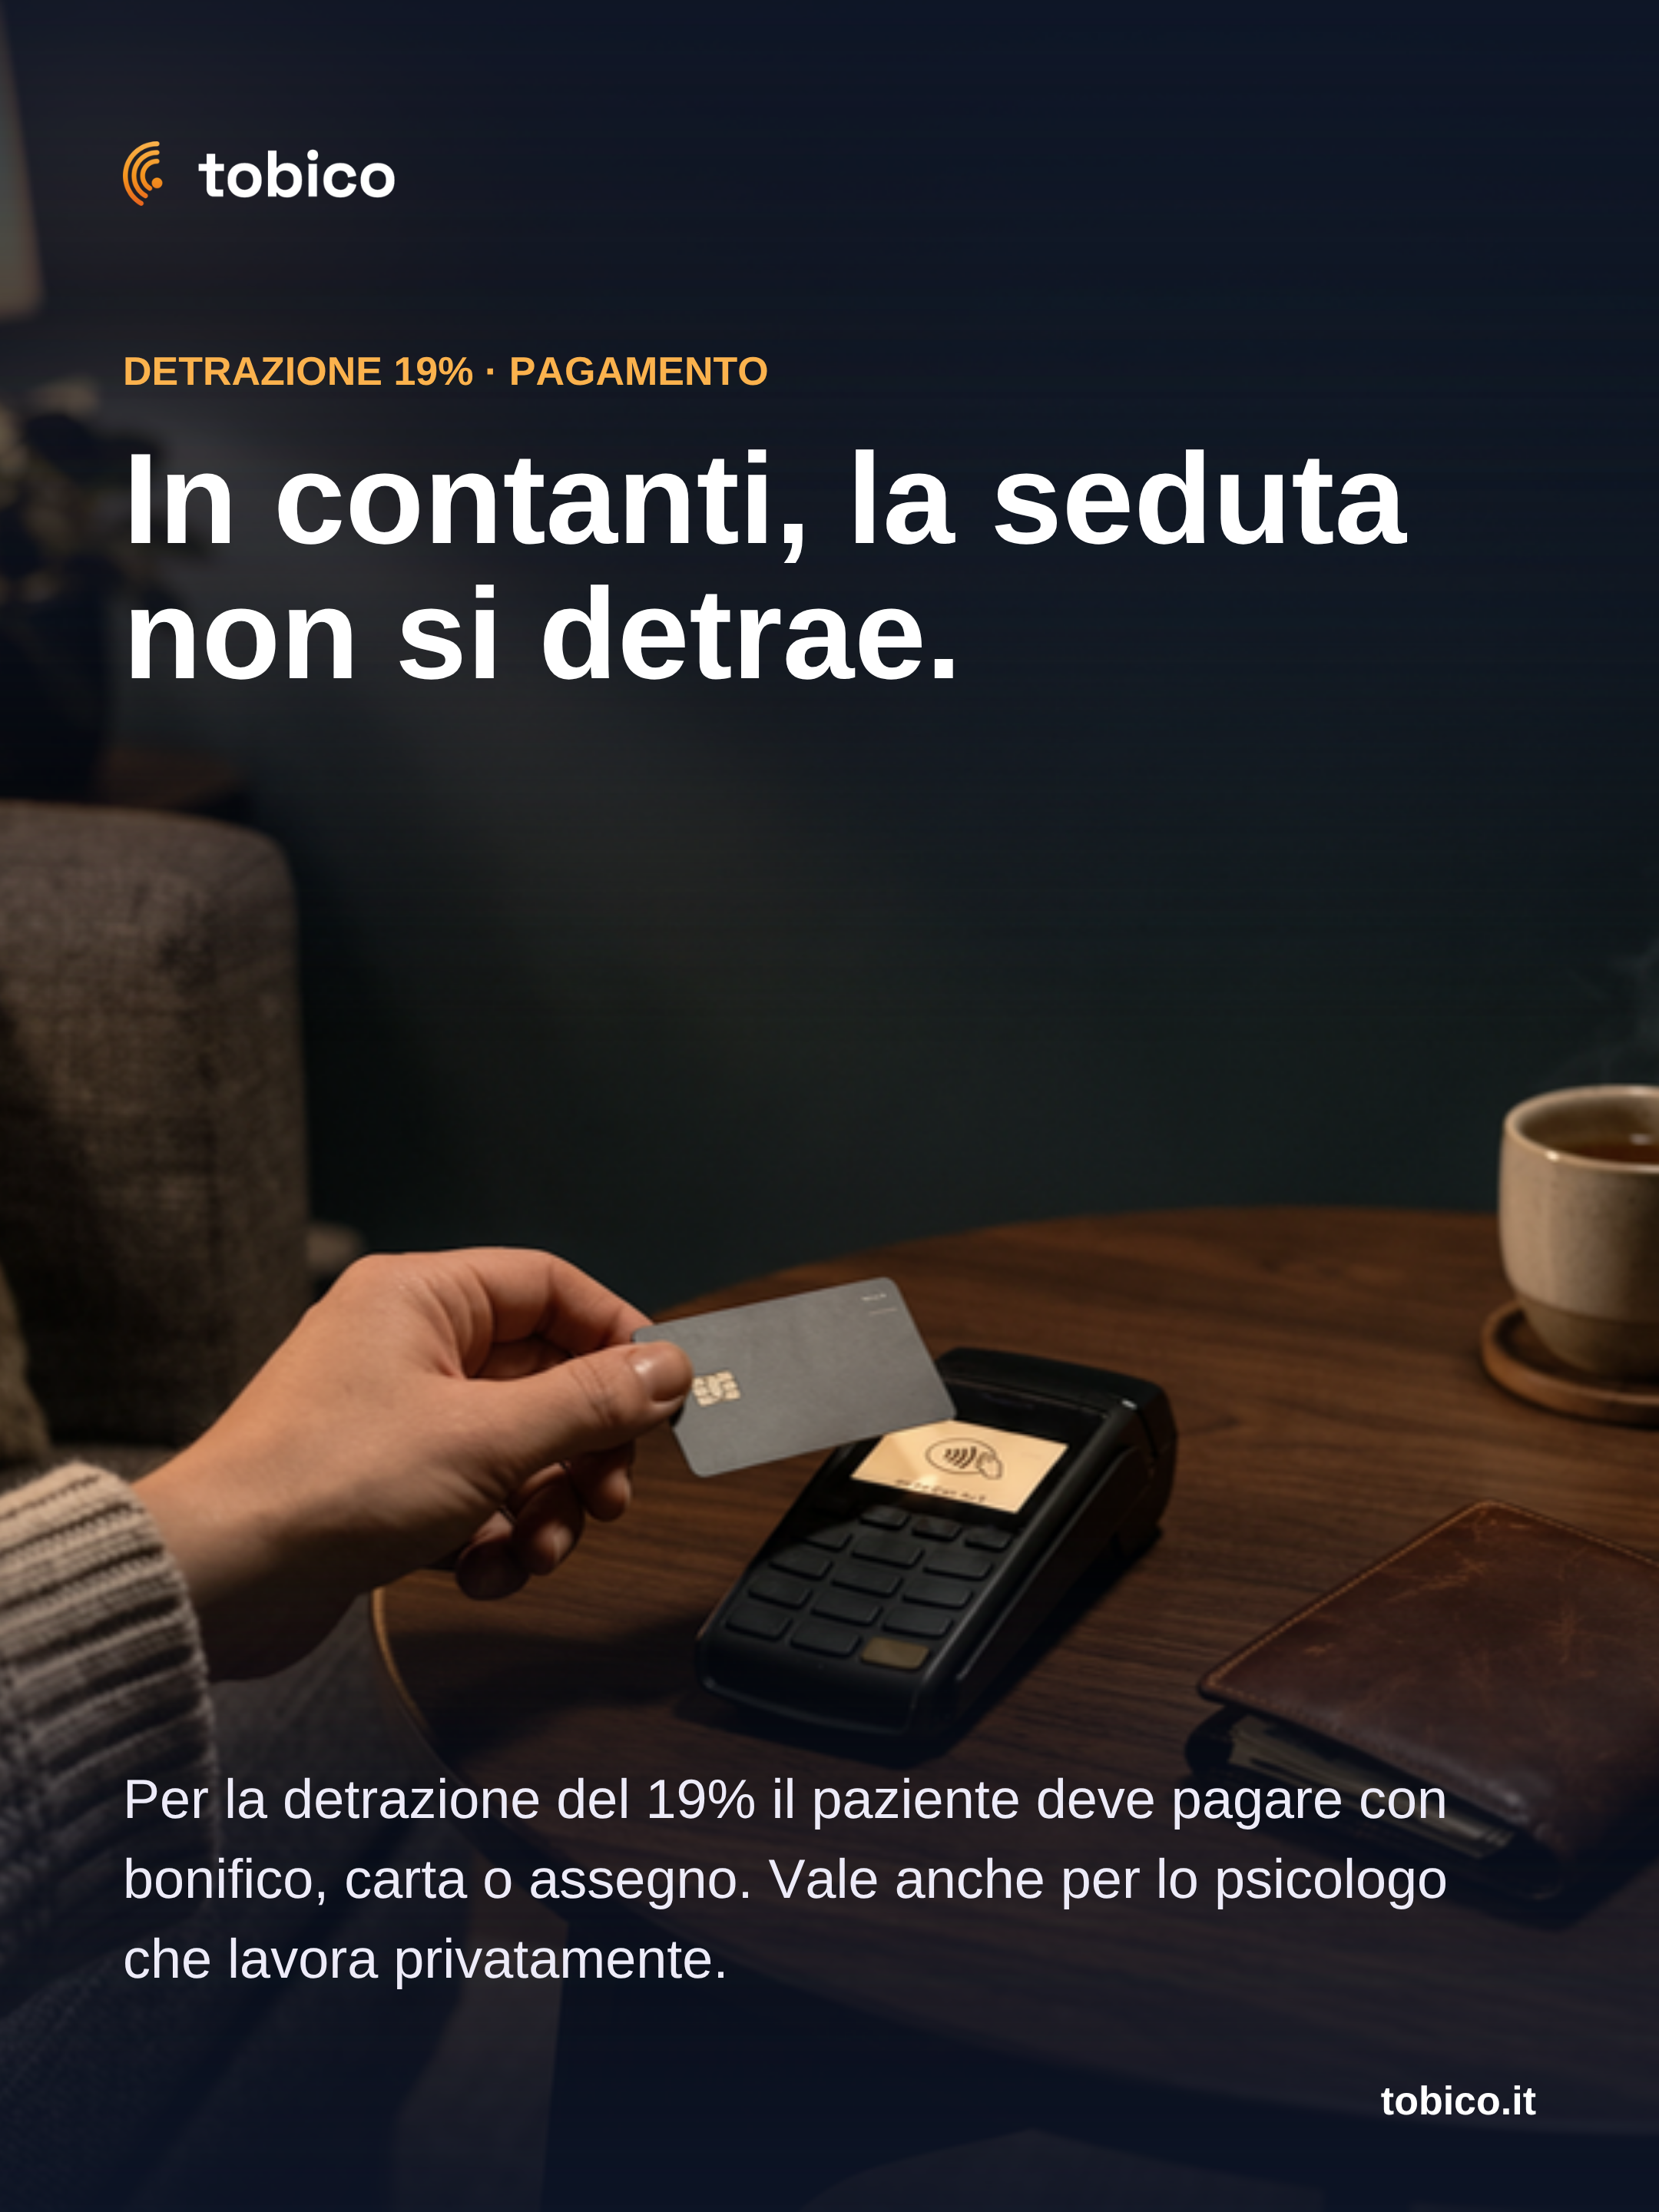 tobico
DETRAZIONE 19% · PAGAMENTO
In contanti, la seduta
non si detrae.
Per la detrazione del 19% il paziente deve pagare con
bonifico, carta o assegno. Vale anche per lo psicologo
che lavora privatamente.
tobico.it